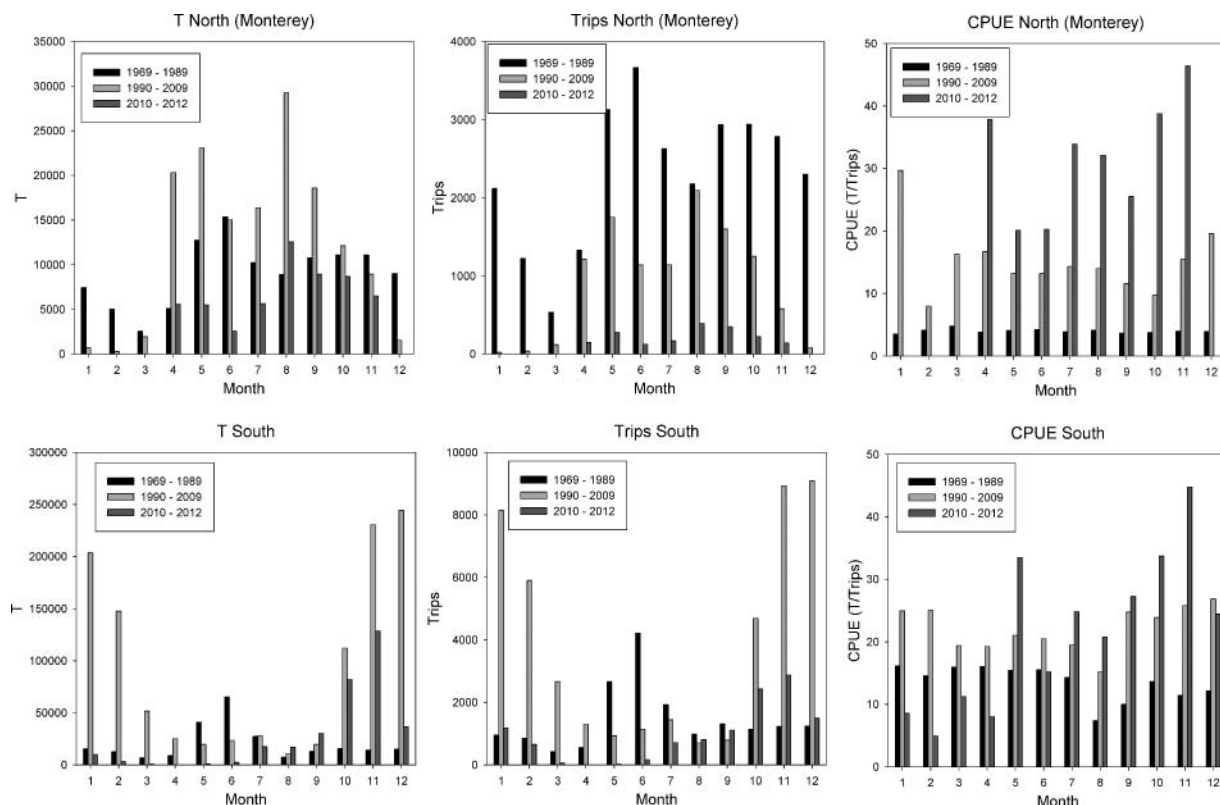 T North (Monterey)
35000
30000
25000
20000
15000
10000
5000
0
T
1969 - 1989
1990 - 2009
2010 - 2012
1 2 3 4 5 6 7 8 9 10 11 12
Month
Trips North (Monterey)
4000
3000
2000
1000
0
Trips
1969 - 1989
1990 - 2009
2010 - 2012
1 2 3 4 5 6 7 8 9 10 11 12
Month
CPUE North (Monterey)
50
40
30
20
10
0
CPUE (T/Trips)
1969 - 1989
1990 - 2009
2010 - 2012
1 2 3 4 5 6 7 8 9 10 11 12
Month
T South
300000
250000
200000
150000
100000
50000
0
T
1969 - 1989
1990 - 2009
2010 - 2012
1 2 3 4 5 6 7 8 9 10 11 12
Month
Trips South
10000
8000
6000
4000
2000
0
Trips
1969 - 1989
1990 - 2009
2010 - 2012
1 2 3 4 5 6 7 8 9 10 11 12
Month
CPUE South
50
40
30
20
10
0
CPUE (T/Trips)
1969 - 1989
1990 - 2009
2010 - 2012
1 2 3 4 5 6 7 8 9 10 11 12
Month